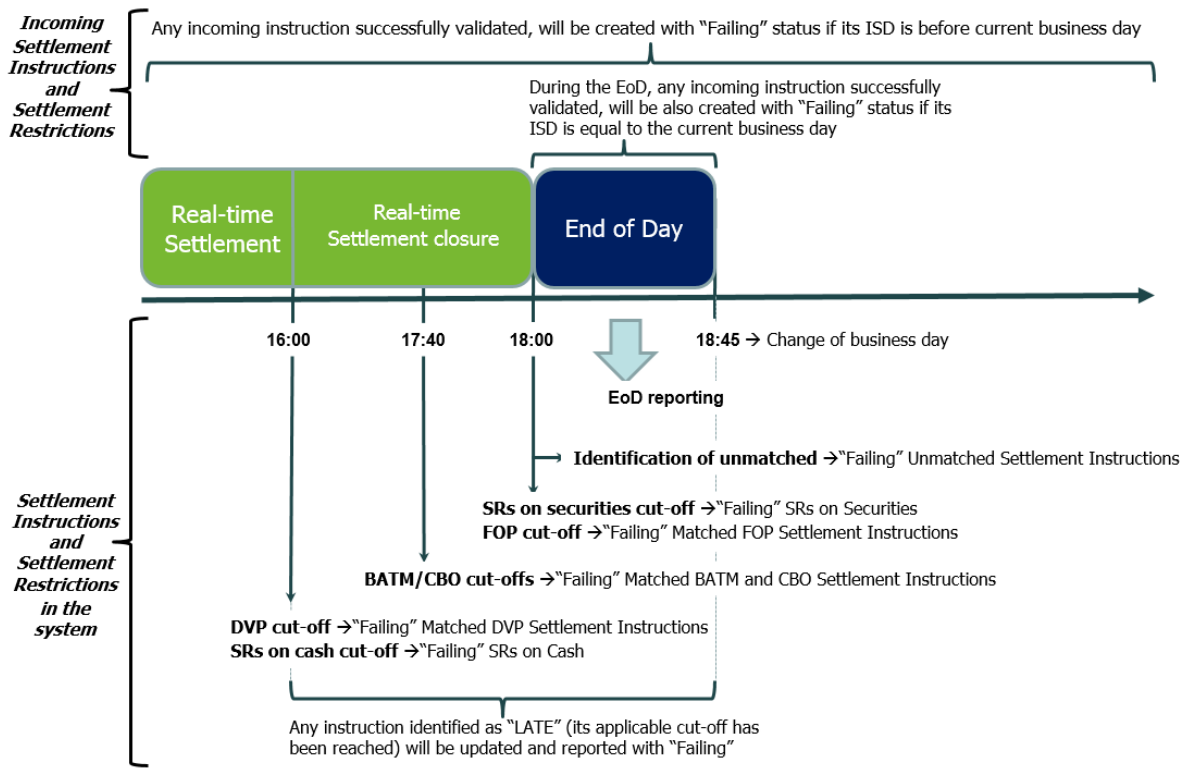 Incoming
Settlement
Instructions
and
Settlement
Restrictions
Any incoming instruction successfully validated, will be created with “Failing” status if its ISD is before current business day
During the EoD, any incoming instruction successfully
validated, will be also created with “Failing” status if its
ISD is equal to the current business day
Real-time
Settlement
Real-time
Settlement closure
End of Day
16:00
17:40
18:00
18:45 → Change of business day
EoD reporting
Settlement
Instructions
and
Settlement
Restrictions
in the
system
Identification of unmatched →“Failing” Unmatched Settlement Instructions
SRs on securities cut-off →“Failing” SRs on Securities
FOP cut-off →“Failing” Matched FOP Settlement Instructions
BATM/CBO cut-offs →“Failing” Matched BATM and CBO Settlement Instructions
DVP cut-off →“Failing” Matched DVP Settlement Instructions
SRs on cash cut-off →“Failing” SRs on Cash
Any instruction identified as “LATE” (its applicable cut-off has
been reached) will be updated and reported with “Failing”